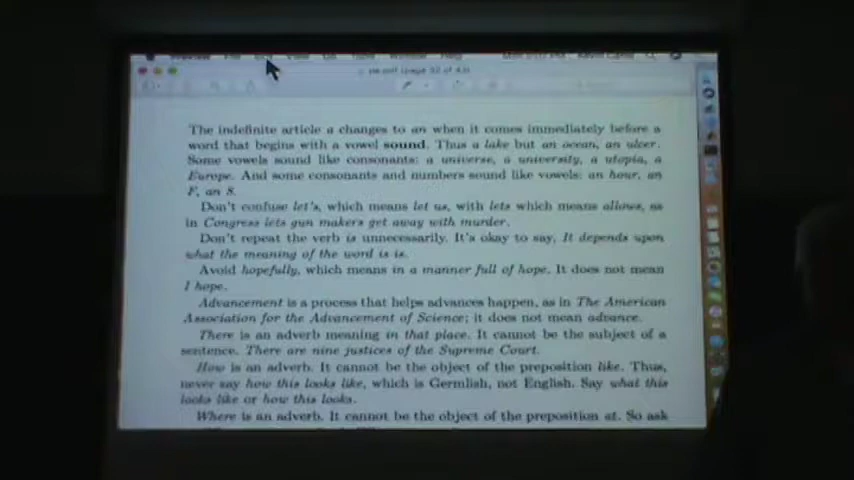 The indefinite article a changes to an when it comes immediately before a
word that begins with a vowel sound. Thus a lake but an ocean, an ulcer.
Some vowels sound like consonants: a universe, a university, a utopia, a
Europe. And some consonants and numbers sound like vowels: an hour, an
F, an 8.
Don't confuse let's, which means let us, with lets which means allows, as
in Congress lets gun makers get away with murder.
Don't repeat the verb is unnecessarily. It's okay to say, It depends upon
what the meaning of the word is is.
Avoid hopefully, which means in a manner full of hope. It does not mean
I hope.
Advancement is a process that helps advances happen, as in The American
Association for the Advancement of Science; it does not mean advance.
There is an adverb meaning in that place. It cannot be the subject of a
sentence. There are nine justices of the Supreme Court.
How is an adverb. It cannot be the object of the preposition like. Thus,
never say how this looks like, which is Germlish, not English. Say what this
looks like or how this looks.
Where is an adverb. It cannot be the object of the preposition at. So ask